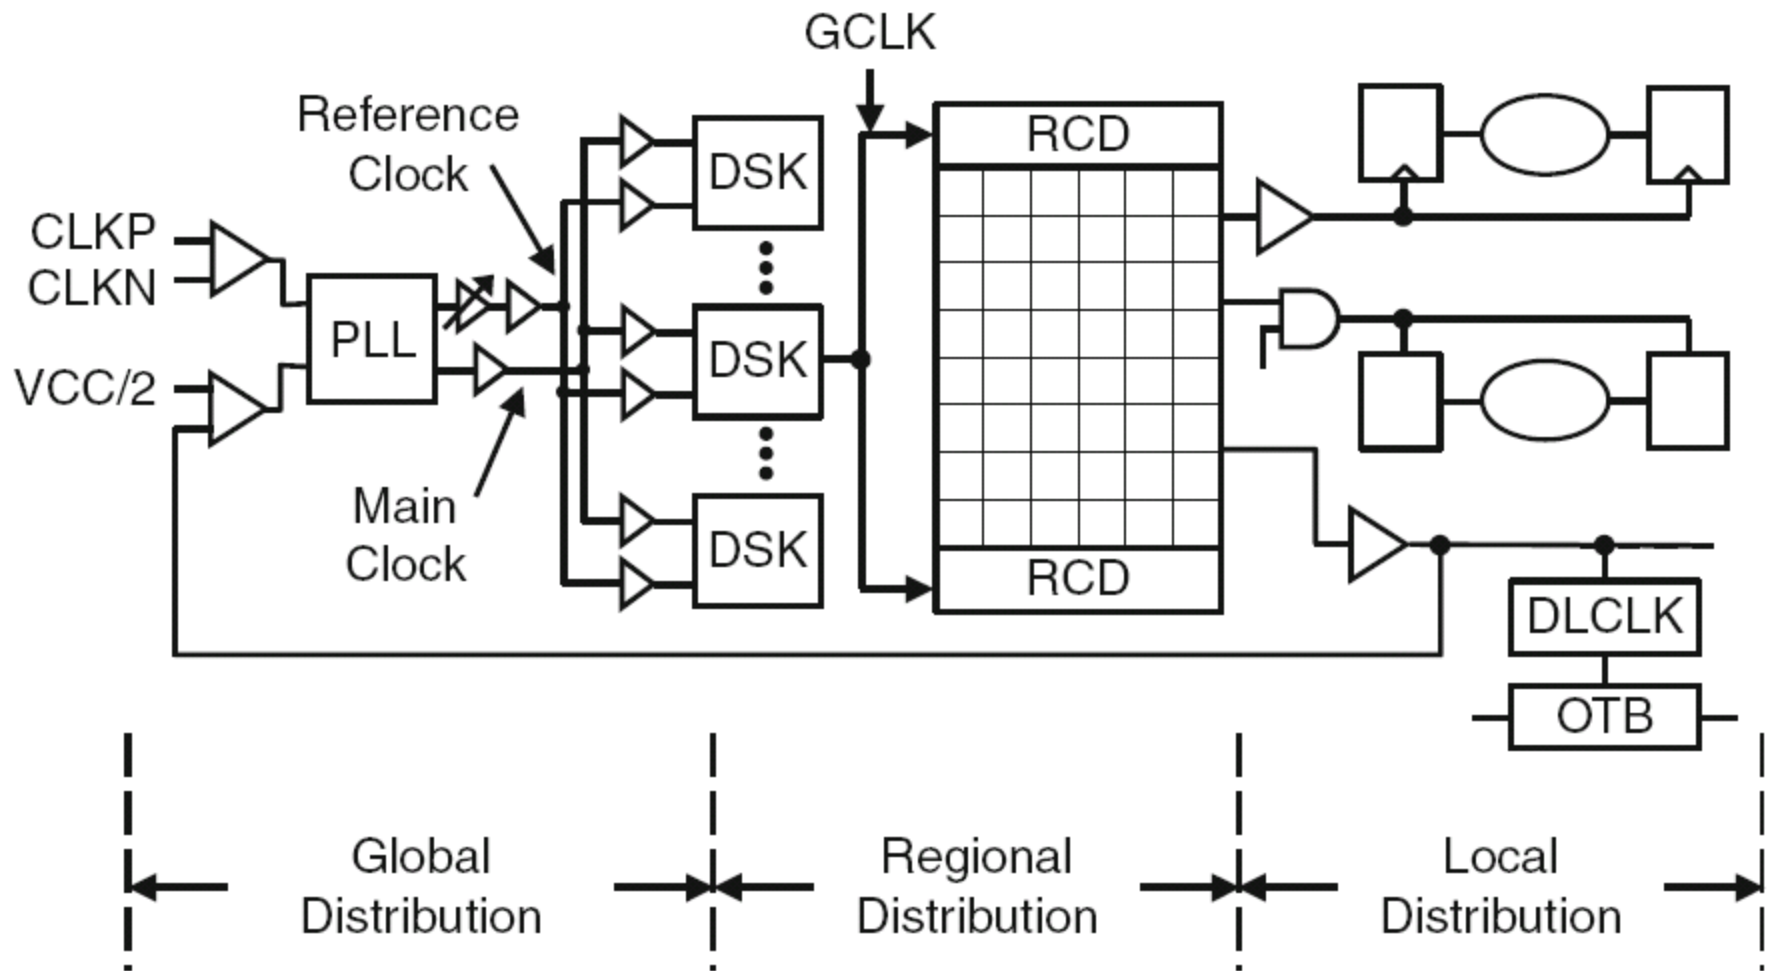 GCLK
Reference
Clock
CLKP
CLKN
VCC/2
PLL
Main
Clock
DSK
DSK
DSK
RCD
RCD
DLCLK
OTB
Global
Distribution
Regional
Distribution
Local
Distribution